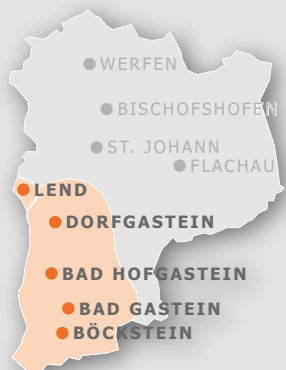 WERFEN
BISCHOFSHOFEN
ST. JOHANN
FLACHAU
LEND
DORFGASTEIN
BAD HOFGASTEIN
BAD GASTEIN
BÖCKSTEIN